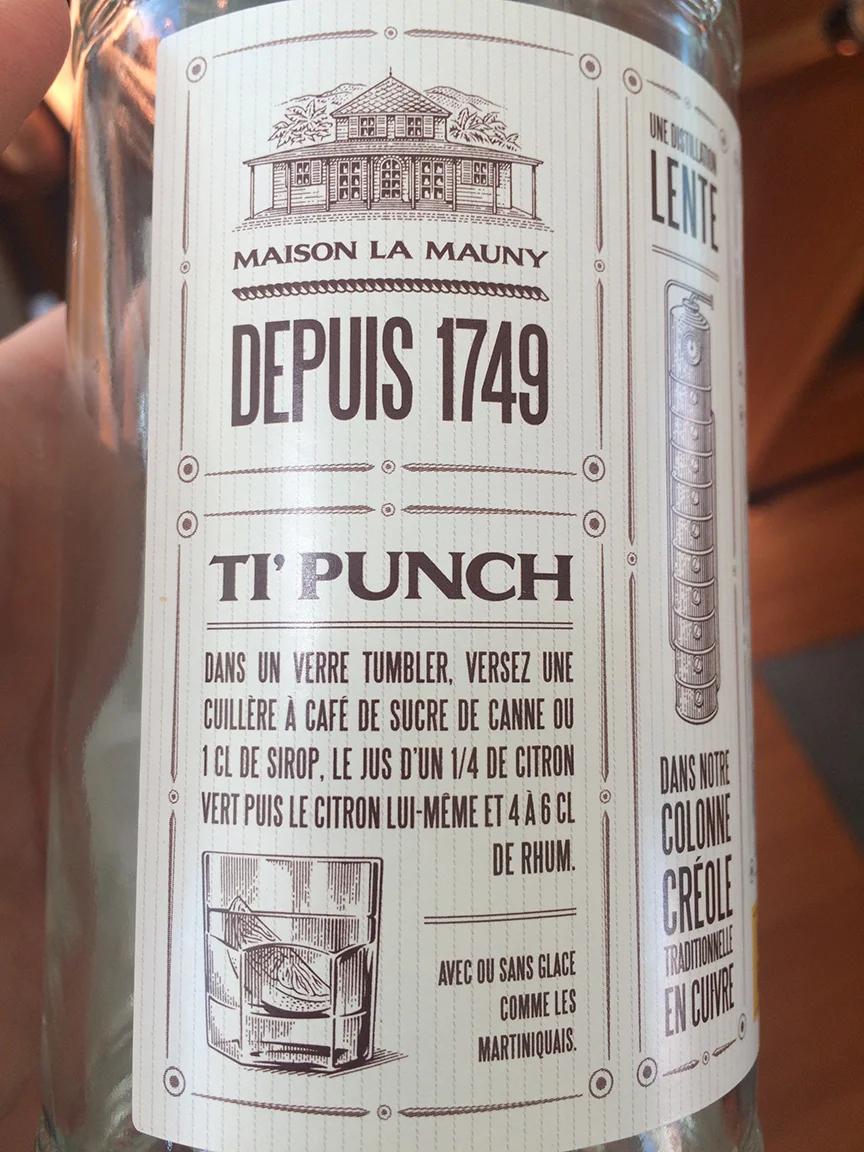 MAISON LA MAUNY
DEPUIS 1749
TI' PUNCH
DANS UN VERRE TUMBLER, VERSEZ UNE
CUILLÈRE À CAFÉ DE SUCRE DE CANNE OU
1 CL DE SIROP, LE JUS D'UN 1/4 DE CITRON
VERT PUIS LE CITRON LUI-MÊME ET 4 À 6 CL
DE RHUM.
AVEC OU SANS GLACE
COMME LES
MARTINIQUAIS.
UNE DISTILLATION
LENTE
DANS NOTRE
COLONNE
CRÉOLE
TRADITIONNELLE
EN CUIVRE